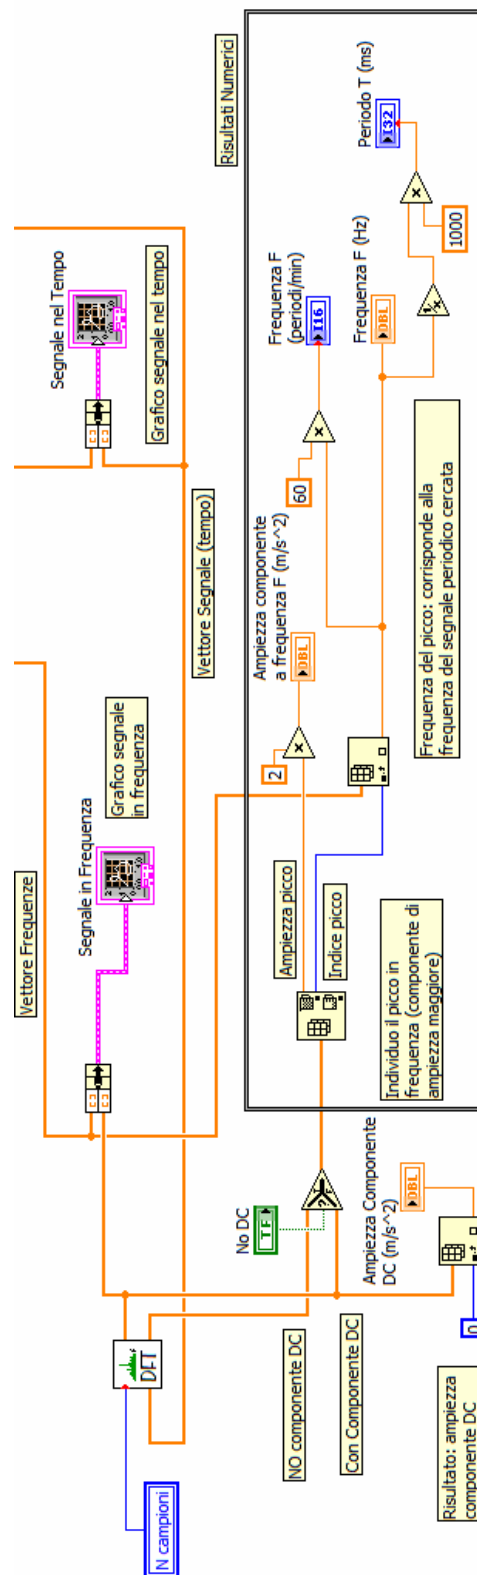 N campioni
DFT
Vettore Frequenze
Segnale in Frequenza
Grafico segnale
in frequenza
Vettore Segnale (tempo)
Segnale nel Tempo
Grafico segnale nel tempo
NO componente DC
Con Componente DC
No DC
TF
Risultato: ampiezza
componente DC
0
Ampiezza Componente
DC (m/s^2)
DBL
Risultati Numerici
Individuo il picco in
frequenza (componente di
ampiezza maggiore)
Ampiezza picco
Indice picco
2
x
Ampiezza componente
a frequenza F (m/s^2)
DBL
60
x
Frequenza F
(periodi/min)
I16
Frequenza del picco: corrisponde alla
frequenza del segnale periodico cercata
Frequenza F (Hz)
DBL
1/x
1000
x
Periodo T (ms)
I32